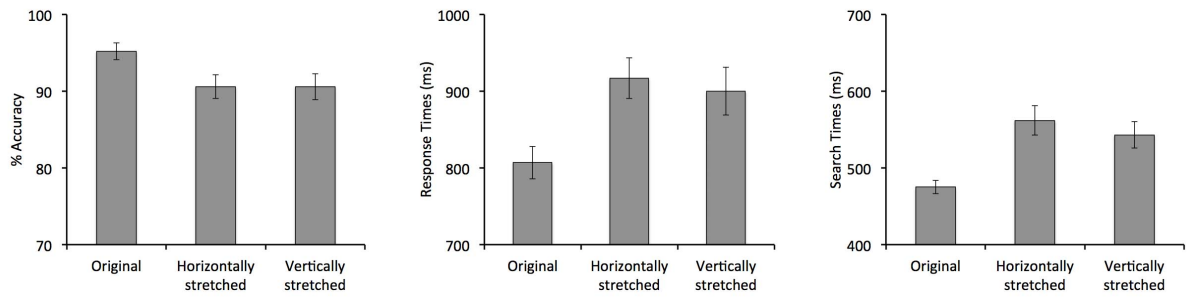 % Accuracy
100
90
80
70
Original
Horizontally
stretched
Vertically
stretched
Response Times (ms)
1000
900
800
700
Original
Horizontally
stretched
Vertically
stretched
Search Times (ms)
700
600
500
400
Original
Horizontally
stretched
Vertically
stretched